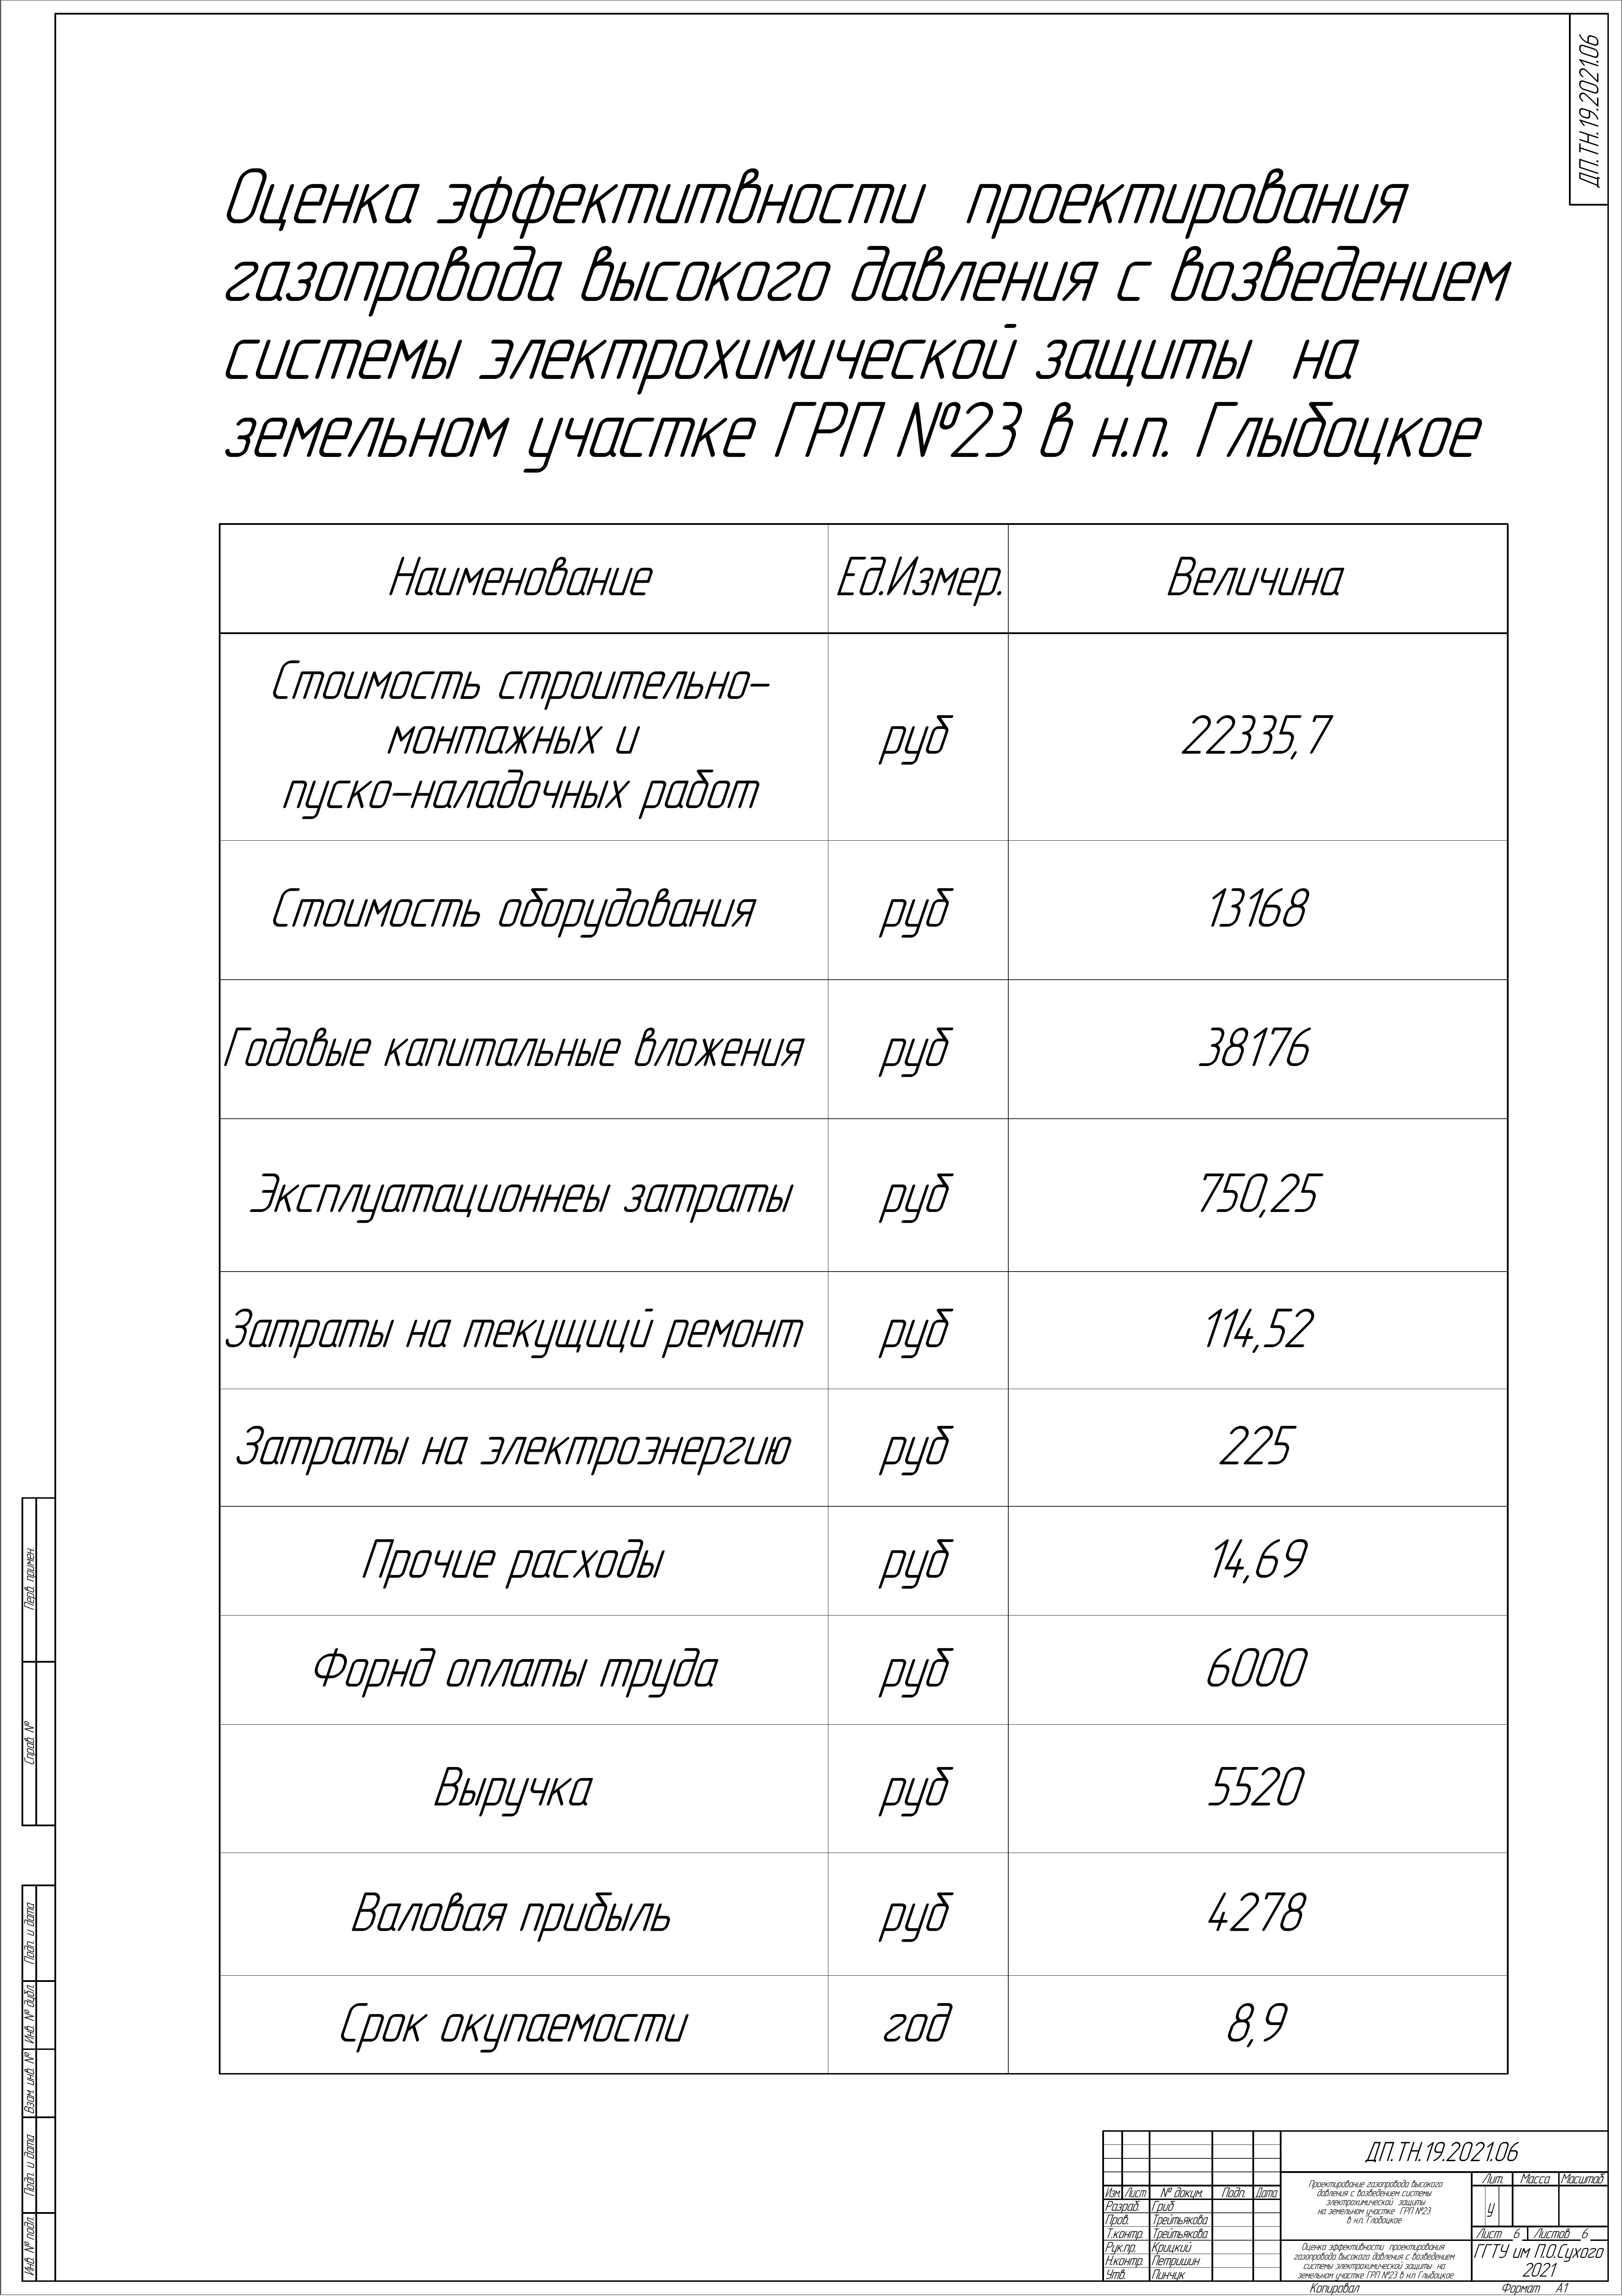 ДП.ТН.19.2021.06
Оценка эффектитвности проектирования
газопровода высокого давления с возведением
системы электрохимической защиты на
земельном участке ГРП №23 в н.п. Глыбоцкое
Наименование Ед.Измер. Величина
Стоимость строительно-
монтажных и
пуско-наладочных работ
руб 22335,7
Стоимость оборудования руб 13168
Годовые капитальные вложения руб 38176
Эксплуатационнеы затраты руб 750,25
Затраты на текущицй ремонт руб 114,52
Затраты на электроэнергию руб 225
Прочие расходы руб 14,69
Форнд оплаты труда руб 6000
Выручка руб 5520
Валовая прибыль руб 4278
Срок окупаемости год 8,9
Перв. примен.
Справ. №
Подп. и дата
Инв. № дубл.
Взам. инв. №
Подп. и дата
Инв. № подл.
ДП.ТН.19.2021.06
Изм. Лист № докум. Подп. Дата
Разраб. Гриб
Пров. Трейтьякова
Т.контр. Трейтьякова
Рук.пр. Крицкий
Н.контр. Петришин
Утв. Пинчук
Проектирование газопровода высокого
давления с возведением системы
электрохимической защиты
на земельном участке ГРП №23
в н.п. Глобоцкое
Лит. Масса Масштаб
у
Лист 6 Листов 6
Оценка эффективности проектирования
газопровода высокого давления с возведением
системы электрохимической защиты на
земельном участке ГРП №23 в н.п Глыбоцкое
ГГТУ им П.О.Сухого
2021
Копировал Формат А1